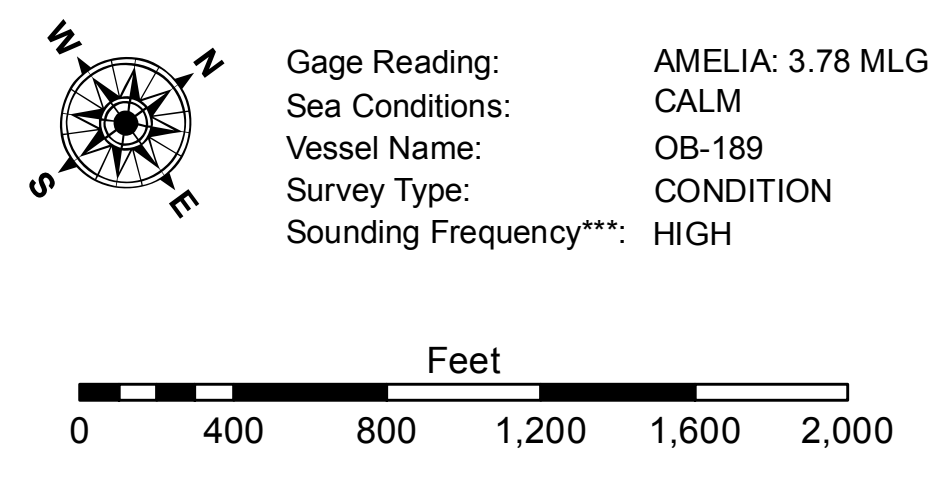 W
N
S
E
Gage Reading: AMELIA: 3.78 MLG
Sea Conditions: CALM
Vessel Name: OB-189
Survey Type: CONDITION
Sounding Frequency***: HIGH
Feet
0 400 800 1,200 1,600 2,000